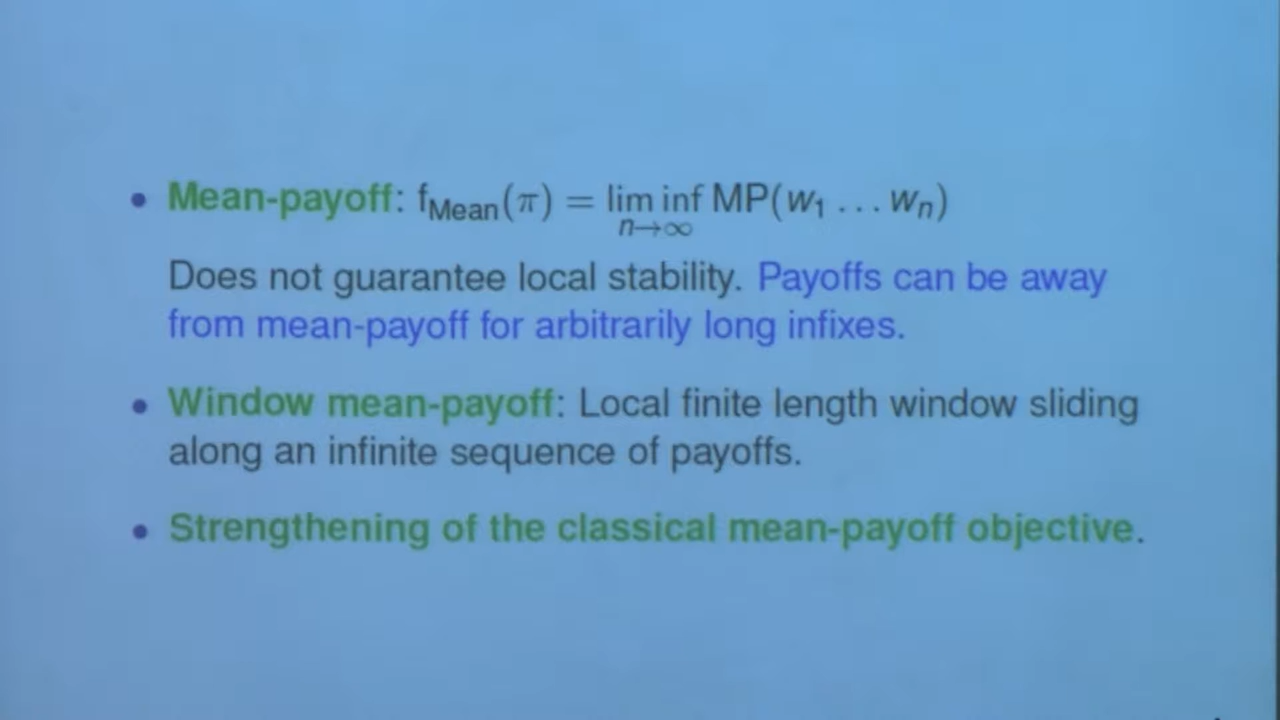 • Mean-payoff: f_Mean(π) = lim inf_{n→∞} MP(w₁ … wₙ)
Does not guarantee local stability. Payoffs can be away
from mean-payoff for arbitrarily long infixes.
• Window mean-payoff: Local finite length window sliding
along an infinite sequence of payoffs.
• Strengthening of the classical mean-payoff objective.